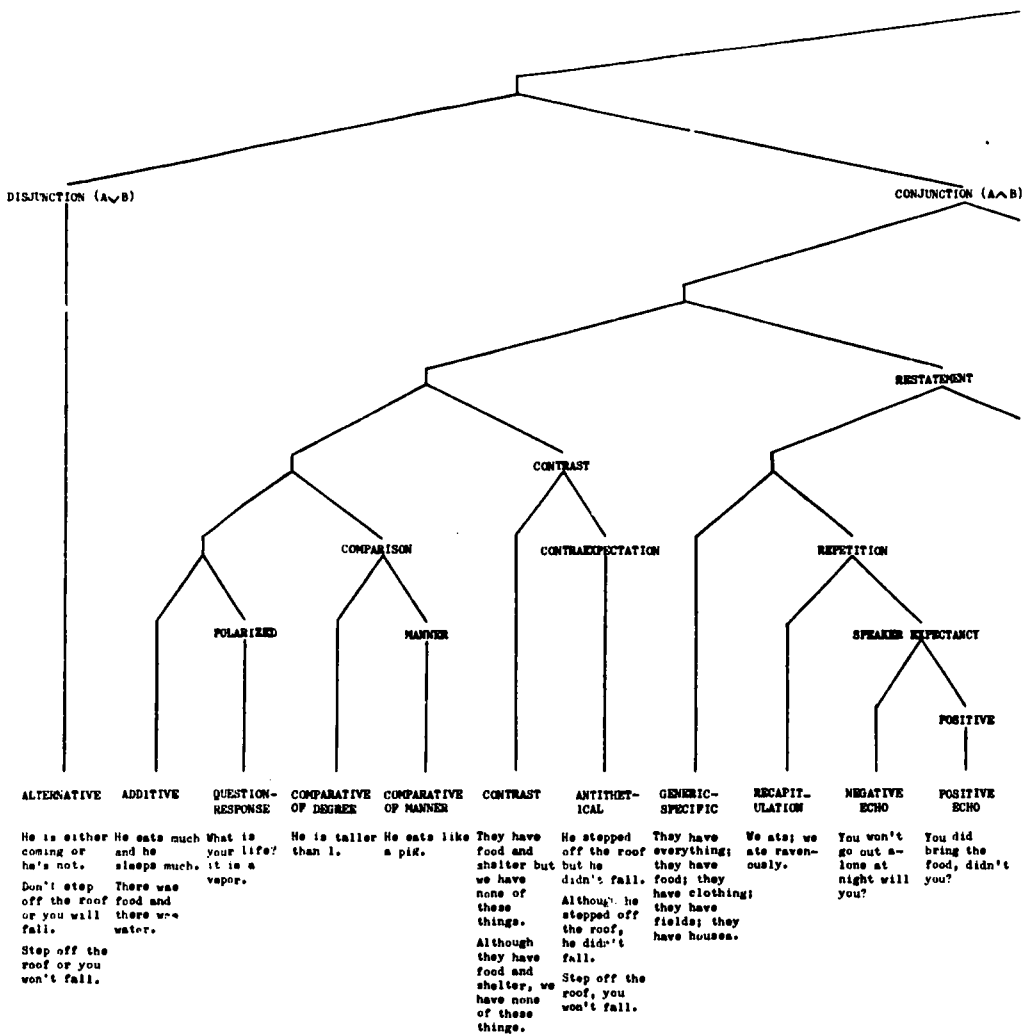 DISJUNCTION (A∨B)
CONJUNCTION (A∧B)
RESTATEMENT
CONTRAST
COMPARISON
CONTRAEXPECTATION
REPETITION
POLARIZED
MANNER
SPEAKER EXPECTANCY
POSITIVE
ALTERNATIVE
He is either
coming or
he's not.
Don't step
off the roof
or you will
fall.
Step off the
roof or you
won't fall.
ADDITIVE
He eats much
and he
sleeps much.
There was
food and
there was
water.
QUESTION-
RESPONSE
What is
your life?
it is a
vapor.
COMPARATIVE
OF DEGREE
He is taller
than I.
COMPARATIVE
OF MANNER
He eats like
a pig.
CONTRAST
They have
food and
shelter but
we have
none of
these
things.
Although
they have
food and
shelter, we
have none
of these
things.
ANTITHET-
ICAL
He stepped
off the roof
but he
didn't fall.
Although he
stepped off
the roof,
he didn't
fall.
Step off the
roof, you
won't fall.
GENERIC-
SPECIFIC
They have
everything;
they have
food; they
have clothing;
they have
fields; they
have houses.
RECAPIT-
ULATION
We ate; we
ate raven-
ously.
NEGATIVE
ECHO
You won't
go out a-
lone at
night will
you?
POSITIVE
ECHO
You did
bring the
food, didn't
you?